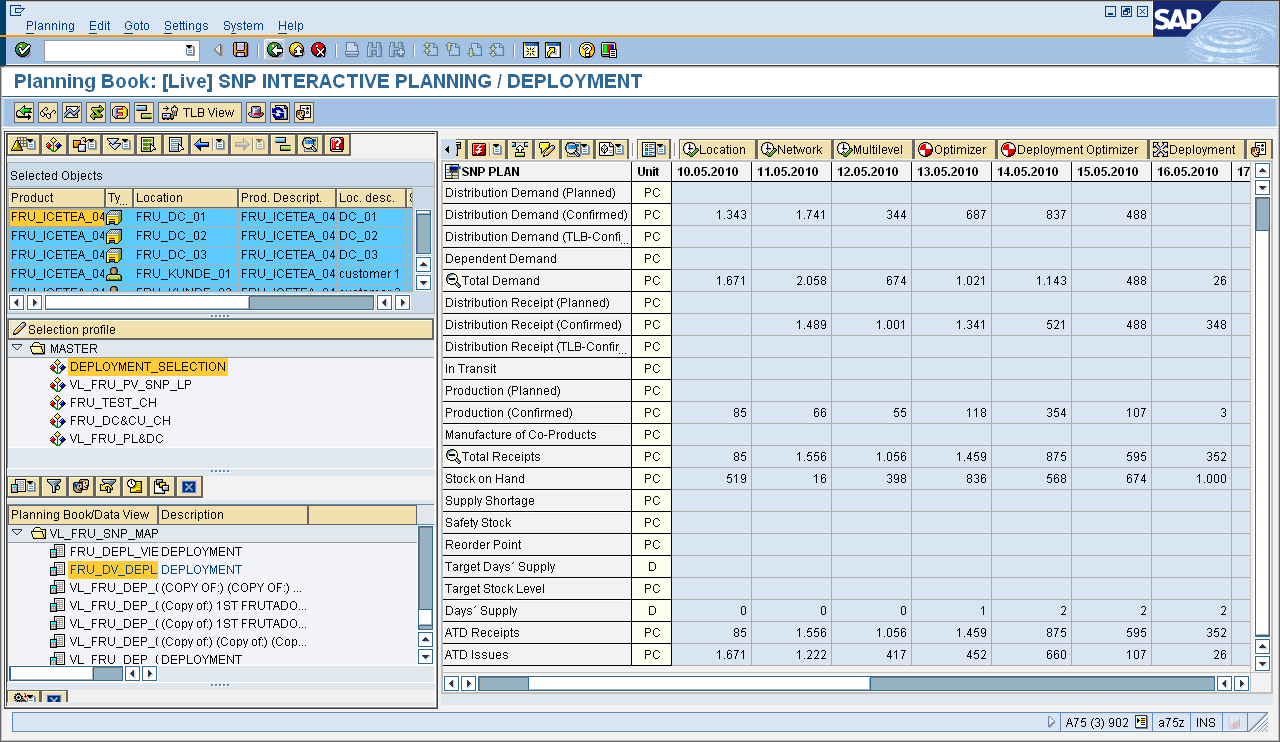 Planning Edit Goto Settings System Help
SAP
Planning Book: [Live] SNP INTERACTIVE PLANNING / DEPLOYMENT
TLB View
Selected Objects
Product Ty... Location Prod. Descript. Loc. desc.
FRU_ICETEA_04 FRU_DC_01 FRU_ICETEA_04 DC_01
FRU_ICETEA_04 FRU_DC_02 FRU_ICETEA_04 DC_02
FRU_ICETEA_04 FRU_DC_03 FRU_ICETEA_04 DC_03
FRU_ICETEA_04 FRU_KUNDE_01 FRU_ICETEA_04 customer 1
Selection profile
MASTER
DEPLOYMENT_SELECTION
VL_FRU_PV_SNP_LP
FRU_TEST_CH
FRU_DC&CU_CH
VL_FRU_PL&DC
Planning Book/Data View Description
VL_FRU_SNP_MAP
FRU_DEPL_VIE DEPLOYMENT
FRU_DV_DEPL DEPLOYMENT
VL_FRU_DEP_( (COPY OF:) (COPY OF:) ...
VL_FRU_DEP_( (Copy of:) 1ST FRUTADO...
VL_FRU_DEP_( (Copy of:) 1ST FRUTADO...
VL_FRU_DEP_( (Copy of:) (Copy of:) (Cop...
VL_FRU_DEP_( DEPLOYMENT
Location Network Multilevel Optimizer Deployment Optimizer Deployment
SNP PLAN Unit 10.05.2010 11.05.2010 12.05.2010 13.05.2010 14.05.2010 15.05.2010 16.05.2010 17
Distribution Demand (Planned) PC
Distribution Demand (Confirmed) PC 1.343 1.741 344 687 837 488
Distribution Demand (TLB-Confi... PC
Dependent Demand PC
Total Demand PC 1.671 2.058 674 1.021 1.143 488 26
Distribution Receipt (Planned) PC
Distribution Receipt (Confirmed) PC 1.489 1.001 1.341 521 488 348
Distribution Receipt (TLB-Confir... PC
In Transit PC
Production (Planned) PC
Production (Confirmed) PC 85 66 55 118 354 107 3
Manufacture of Co-Products PC
Total Receipts PC 85 1.556 1.056 1.459 875 595 352
Stock on Hand PC 519 16 398 836 568 674 1.000
Supply Shortage PC
Safety Stock PC
Reorder Point PC
Target Days´ Supply D
Target Stock Level PC
Days´ Supply D 0 0 0 1 2 2 2
ATD Receipts PC 85 1.556 1.056 1.459 875 595 352
ATD Issues PC 1.671 1.222 417 452 660 107 26
A75 (3) 902 a75z INS